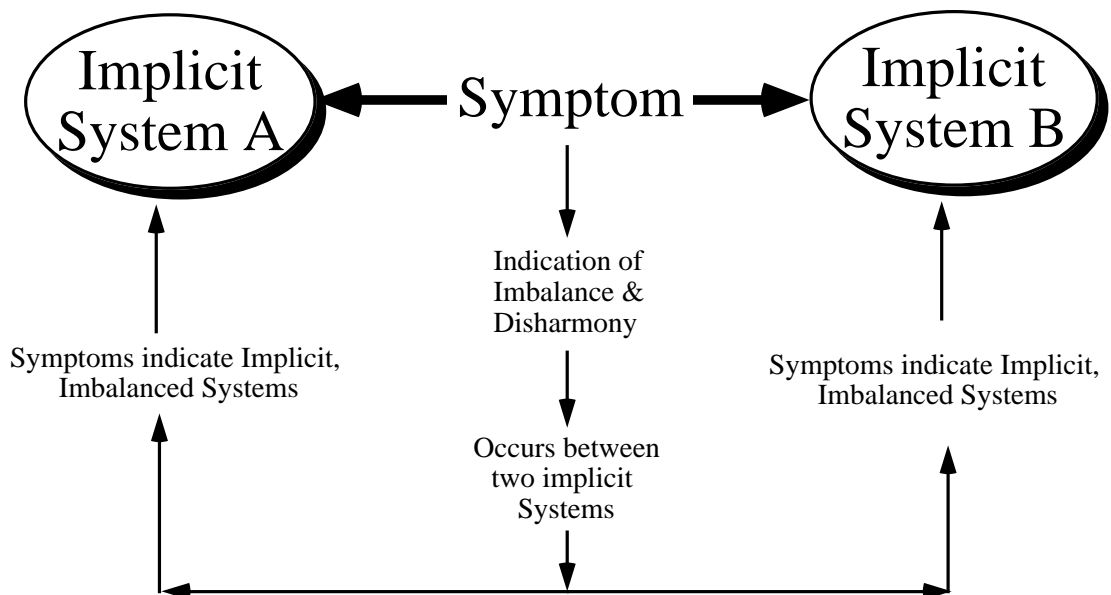 Implicit
System A
Symptom
Implicit
System B
Indication of
Imbalance &
Disharmony
Symptoms indicate Implicit,
Imbalanced Systems
Symptoms indicate Implicit,
Imbalanced Systems
Occurs between
two implicit
Systems